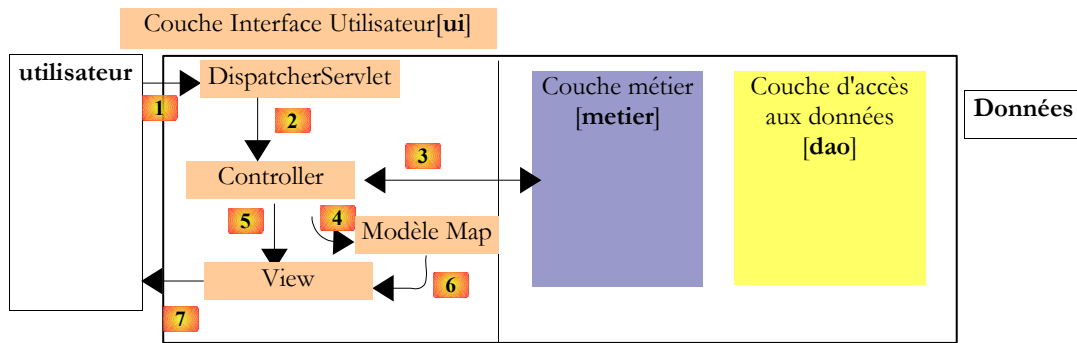 Couche Interface Utilisateur[ui]
utilisateur
DispatcherServlet
1
2
Controller
3
5
4
Modèle Map
View
6
7
Couche métier
[metier]
Couche d'accès
aux données
[dao]
Données